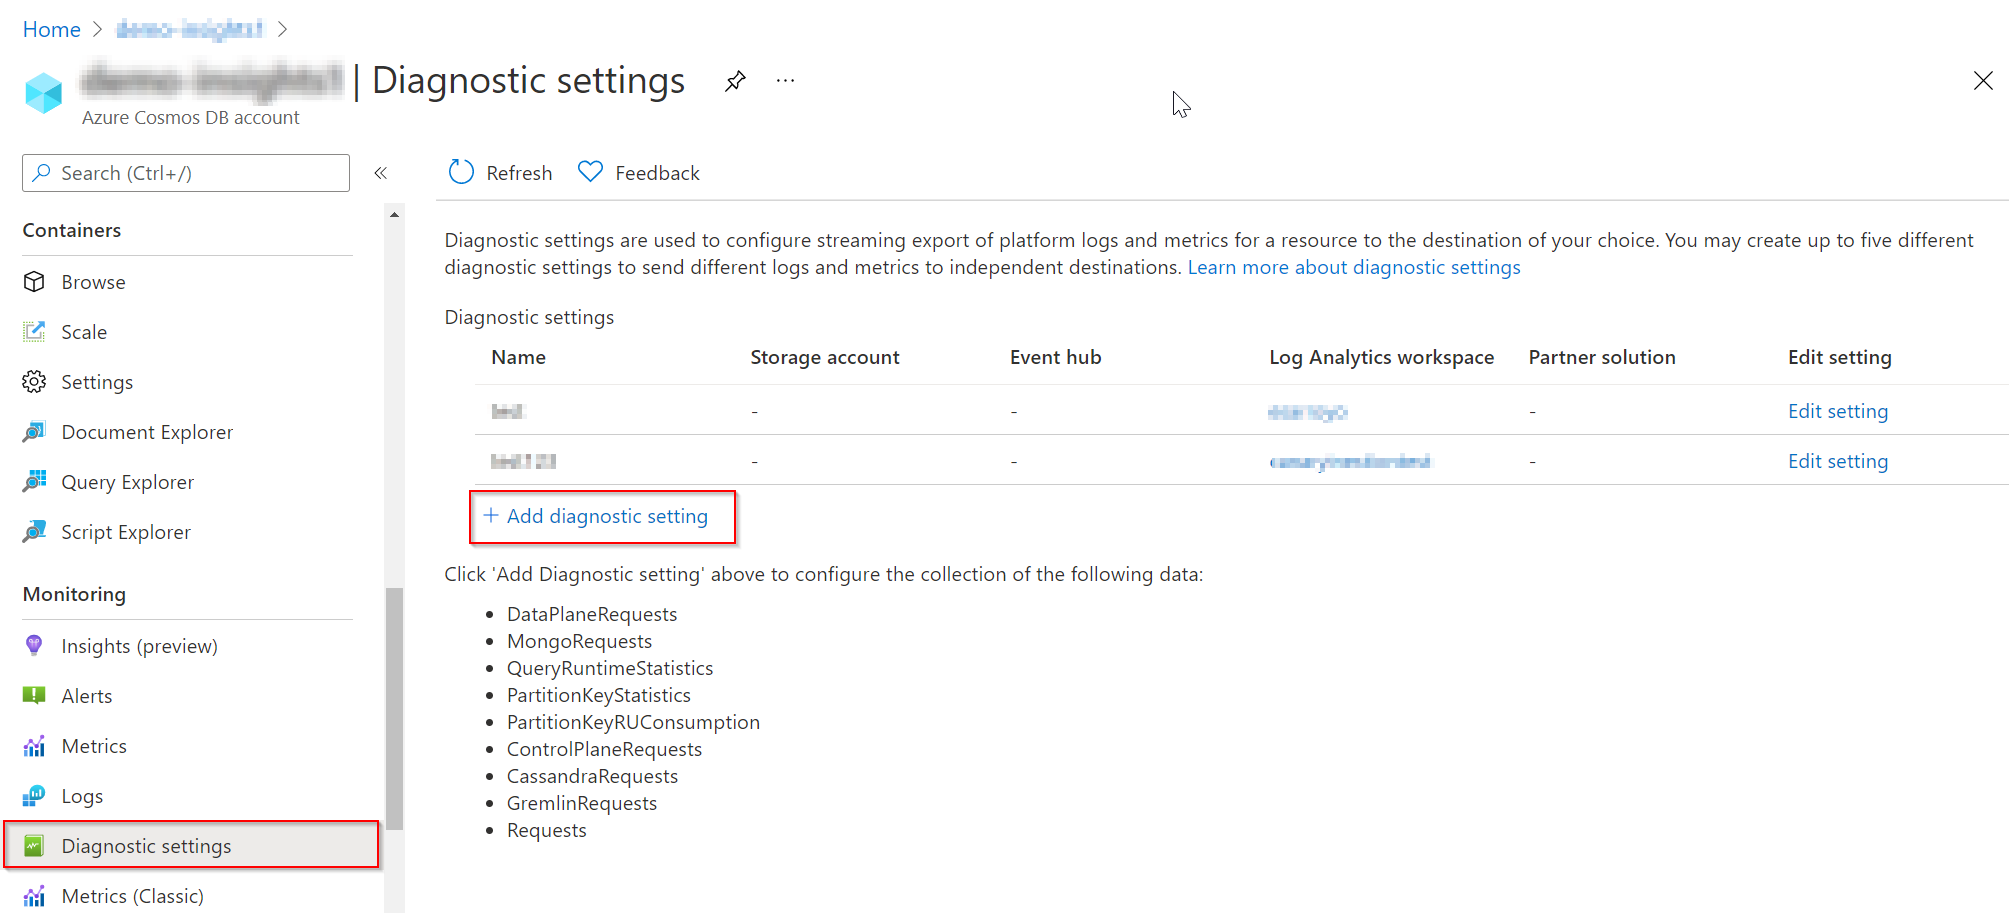 Home
| Diagnostic settings
Azure Cosmos DB account
Search (Ctrl+/)
Containers
Browse
Scale
Settings
Document Explorer
Query Explorer
Script Explorer
Monitoring
Insights (preview)
Alerts
Metrics
Logs
Diagnostic settings
Metrics (Classic)
Refresh Feedback
Diagnostic settings are used to configure streaming export of platform logs and metrics for a resource to the destination of your choice. You may create up to five different
diagnostic settings to send different logs and metrics to independent destinations. Learn more about diagnostic settings
Diagnostic settings
Name Storage account Event hub Log Analytics workspace Partner solution Edit setting
- - - Edit setting
- - - Edit setting
+ Add diagnostic setting
Click 'Add Diagnostic setting' above to configure the collection of the following data:
• DataPlaneRequests
• MongoRequests
• QueryRuntimeStatistics
• PartitionKeyStatistics
• PartitionKeyRUConsumption
• ControlPlaneRequests
• CassandraRequests
• GremlinRequests
• Requests